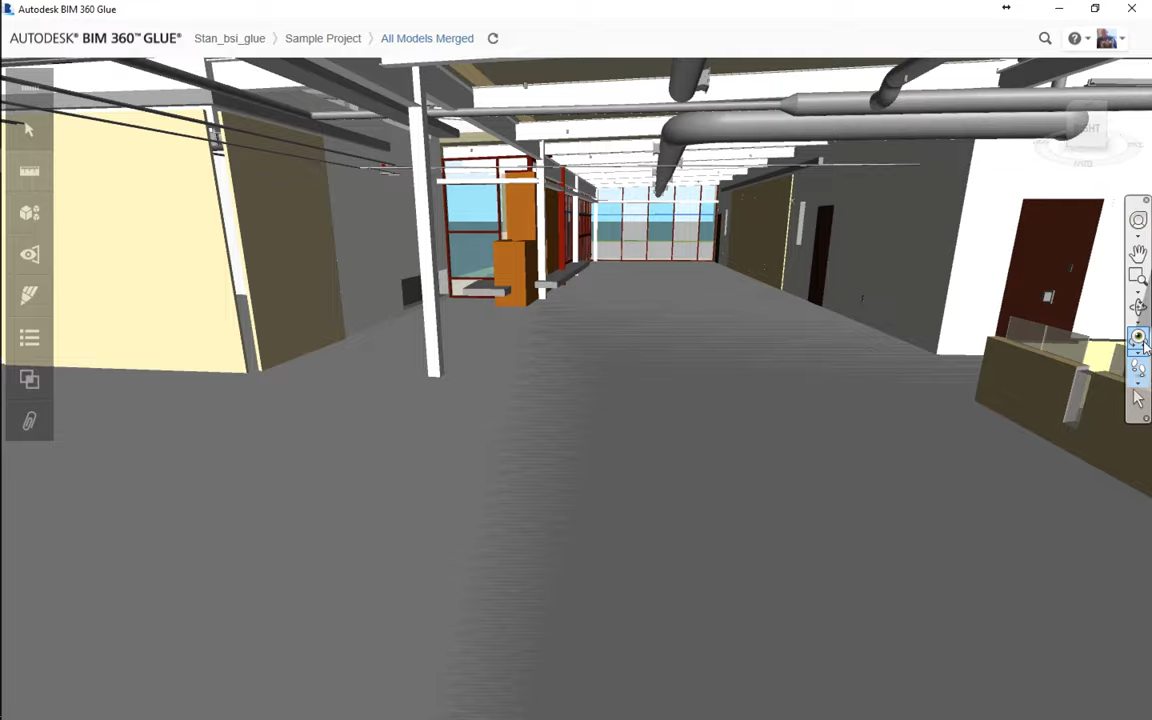 Autodesk BIM 360 Glue
AUTODESK® BIM 360™ GLUE® Stan_bsi_glue Sample Project All Models Merged